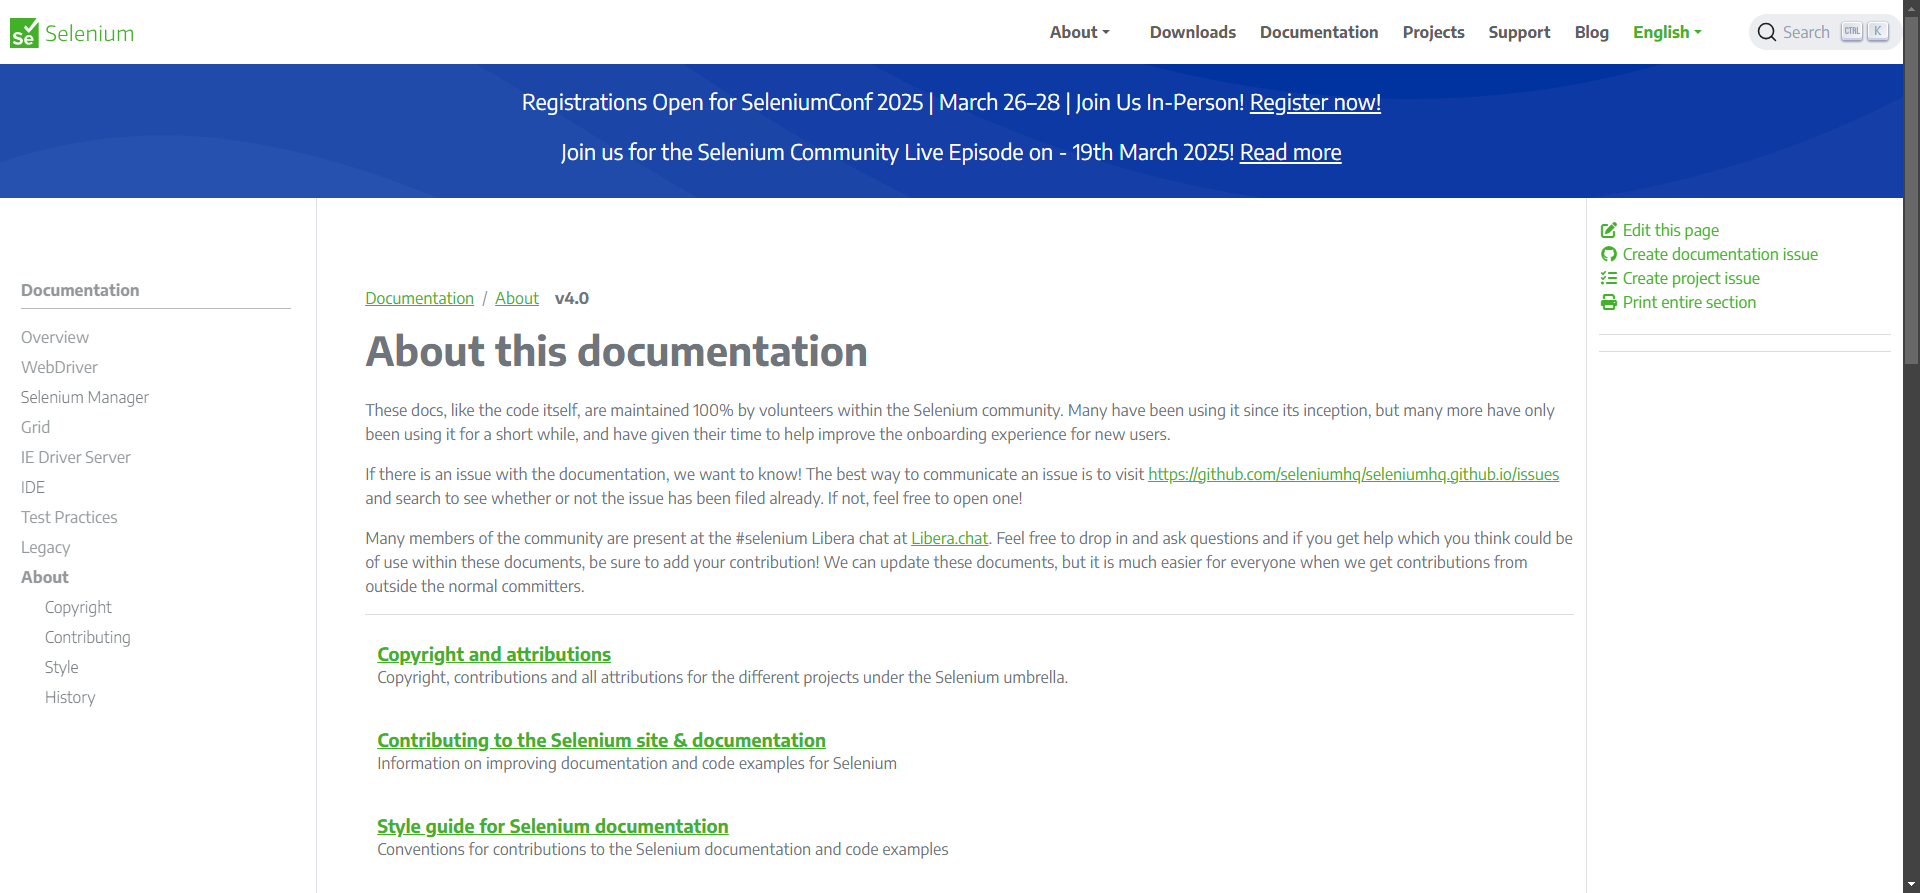 Se Selenium
About
Downloads
Documentation
Projects
Support
Blog
English
Search CTRL K
Registrations Open for SeleniumConf 2025 | March 26–28 | Join Us In-Person! Register now!
Join us for the Selenium Community Live Episode on - 19th March 2025! Read more
Documentation
Overview
WebDriver
Selenium Manager
Grid
IE Driver Server
IDE
Test Practices
Legacy
About
Copyright
Contributing
Style
History
Documentation / About v4.0
About this documentation
These docs, like the code itself, are maintained 100% by volunteers within the Selenium community. Many have been using it since its inception, but many more have only
been using it for a short while, and have given their time to help improve the onboarding experience for new users.
If there is an issue with the documentation, we want to know! The best way to communicate an issue is to visit https://github.com/seleniumhq/seleniumhq.github.io/issues
and search to see whether or not the issue has been filed already. If not, feel free to open one!
Many members of the community are present at the #selenium Libera chat at Libera.chat. Feel free to drop in and ask questions and if you get help which you think could be
of use within these documents, be sure to add your contribution! We can update these documents, but it is much easier for everyone when we get contributions from
outside the normal committers.
Copyright and attributions
Copyright, contributions and all attributions for the different projects under the Selenium umbrella.
Contributing to the Selenium site & documentation
Information on improving documentation and code examples for Selenium
Style guide for Selenium documentation
Conventions for contributions to the Selenium documentation and code examples
Edit this page
Create documentation issue
Create project issue
Print entire section